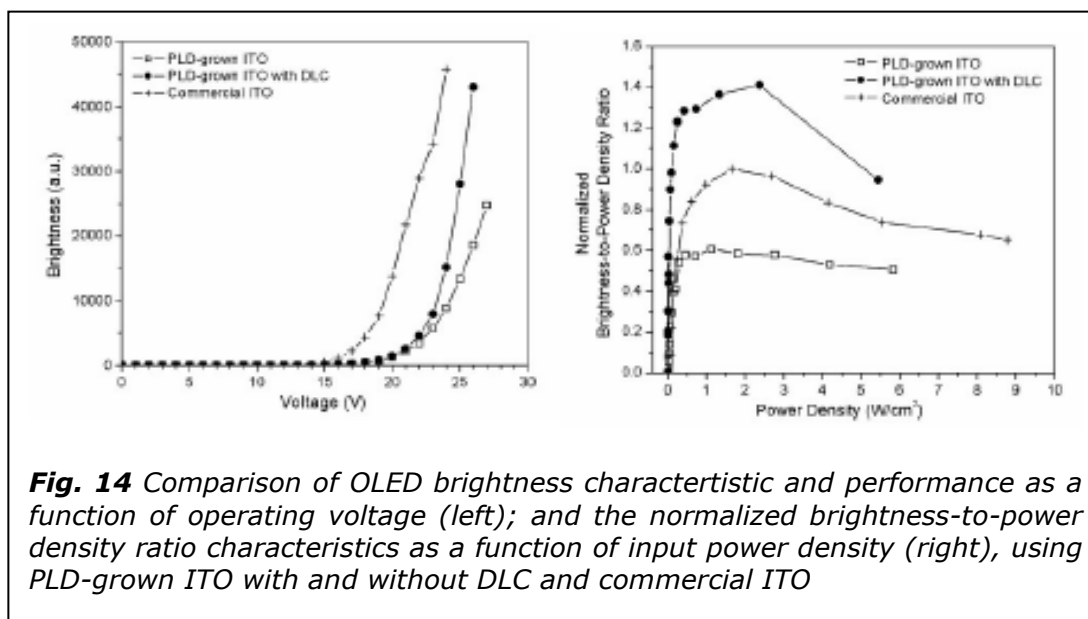 50000
40000
30000
20000
10000
0
Brightness (a.u.)
PLD-grown ITO
PLD-grown ITO with DLC
Commercial ITO
0 5 10 15 20 25 30
Voltage (V)
1.6
1.4
1.2
1.0
0.8
0.6
0.4
0.2
0.0
Normalized
Brightness-to-Power Density Ratio
PLD-grown ITO
PLD-grown ITO with DLC
Commercial ITO
0 1 2 3 4 5 6 7 8 9 10
Power Density (W/cm²)
Fig. 14 Comparison of OLED brightness charactertistic and performance as a
function of operating voltage (left); and the normalized brightness-to-power
density ratio characteristics as a function of input power density (right), using
PLD-grown ITO with and without DLC and commercial ITO